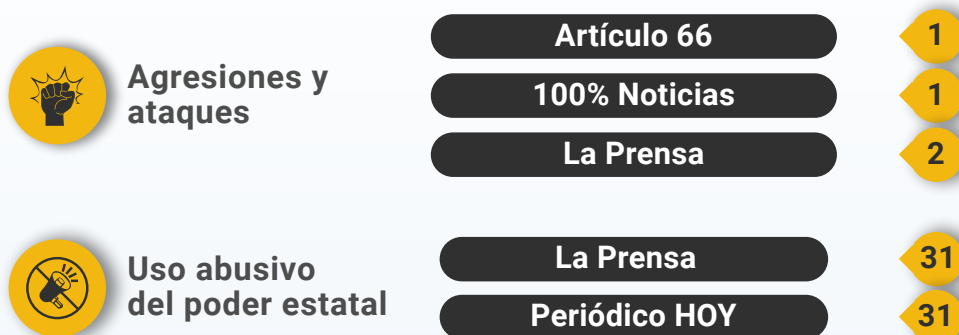 Agresiones y
ataques
Artículo 66
1
100% Noticias
1
La Prensa
2
Uso abusivo
del poder estatal
La Prensa
31
Periódico HOY
31